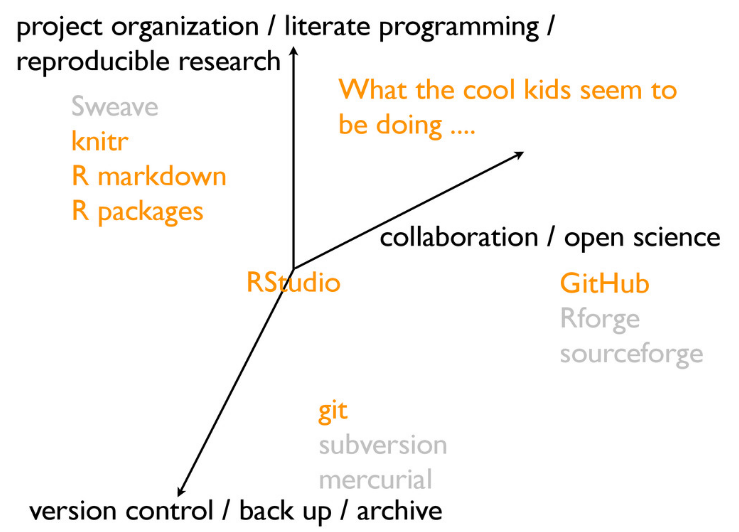 project organization / literate programming /
reproducible research
What the cool kids seem to
be doing ....
Sweave
knitr
R markdown
R packages
collaboration / open science
RStudio
GitHub
Rforge
sourceforge
git
subversion
mercurial
version control / back up / archive